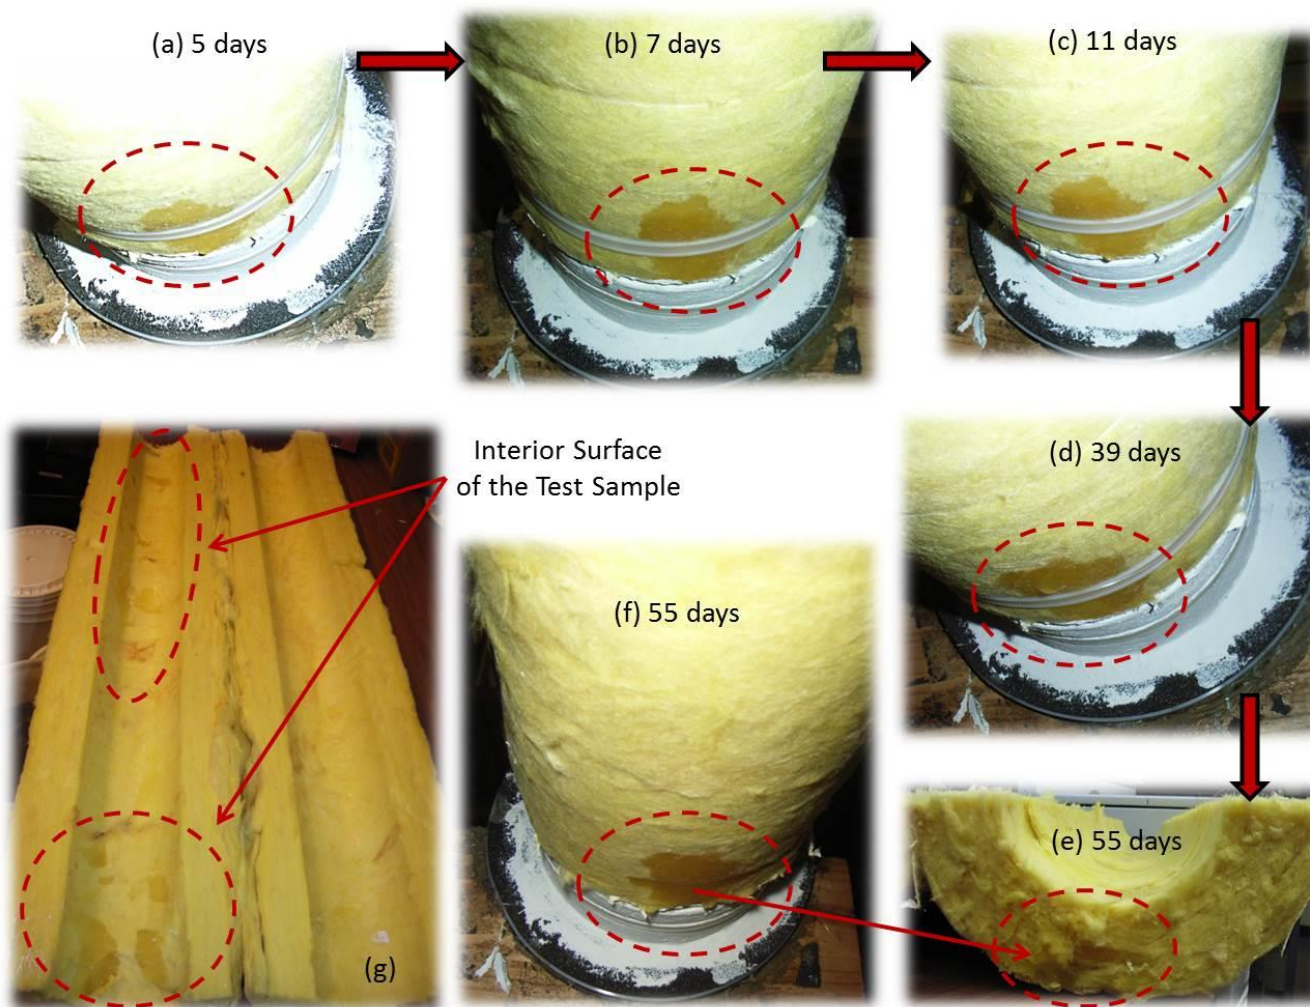 (a) 5 days
(b) 7 days
(c) 11 days
Interior Surface
of the Test Sample
(d) 39 days
(f) 55 days
(e) 55 days
(g)